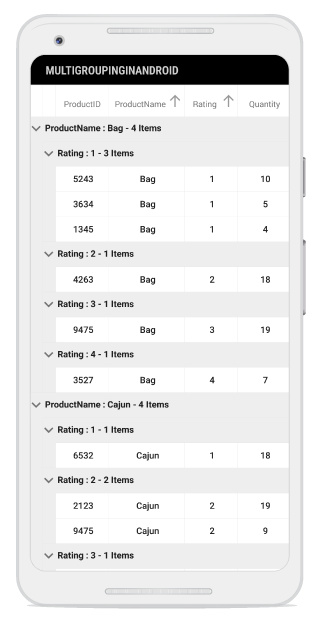 MULTIGROUPINGINANDROID
ProductID ProductName Rating Quantity
ProductName : Bag - 4 Items
Rating : 1 - 3 Items
5243 Bag 1 10
3634 Bag 1 5
1345 Bag 1 4
Rating : 2 - 1 Items
4263 Bag 2 18
Rating : 3 - 1 Items
9475 Bag 3 19
Rating : 4 - 1 Items
3527 Bag 4 7
ProductName : Cajun - 4 Items
Rating : 1 - 1 Items
6532 Cajun 1 18
Rating : 2 - 2 Items
2123 Cajun 2 19
9475 Cajun 2 9
Rating : 3 - 1 Items